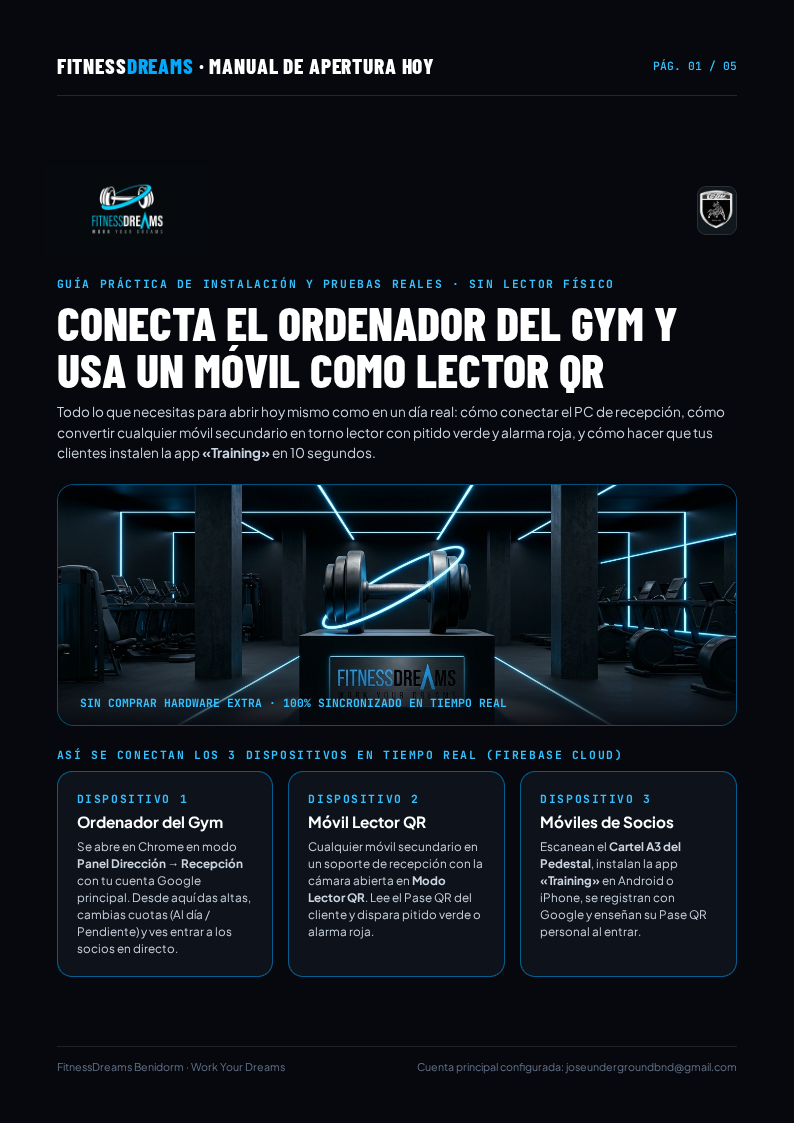 FITNESSDREAMS · MANUAL DE APERTURA HOY
PÁG. 01 / 05
FITNESSDREAMS
WORK YOUR DREAMS
GUÍA PRÁCTICA DE INSTALACIÓN Y PRUEBAS REALES · SIN LECTOR FÍSICO
CONECTA EL ORDENADOR DEL GYM Y
USA UN MÓVIL COMO LECTOR QR
Todo lo que necesitas para abrir hoy mismo como en un día real: cómo conectar el PC de recepción, cómo
convertir cualquier móvil secundario en torno lector con pitido verde y alarma roja, y cómo hacer que tus
clientes instalen la app «Training» en 10 segundos.
FITNESSDREAMS
WORK YOUR DREAMS
SIN COMPRAR HARDWARE EXTRA · 100% SINCRONIZADO EN TIEMPO REAL
ASÍ SE CONECTAN LOS 3 DISPOSITIVOS EN TIEMPO REAL (FIREBASE CLOUD)
DISPOSITIVO 1
Ordenador del Gym
Se abre en Chrome en modo
Panel Dirección → Recepción
con tu cuenta Google
principal. Desde aquí das altas,
cambias cuotas (Al día /
Pendiente) y ves entrar a los
socios en directo.
DISPOSITIVO 2
Móvil Lector QR
Cualquier móvil secundario en
un soporte de recepción con la
cámara abierta en Modo
Lector QR. Lee el Pase QR del
cliente y dispara pitido verde o
alarma roja.
DISPOSITIVO 3
Móviles de Socios
Escanean el Cartel A3 del
Pedestal, instalan la app
«Training» en Android o
iPhone, se registran con
Google y enseñan su Pase QR
personal al entrar.
FitnessDreams Benidorm · Work Your Dreams
Cuenta principal configurada: joseundergroundbnd@gmail.com